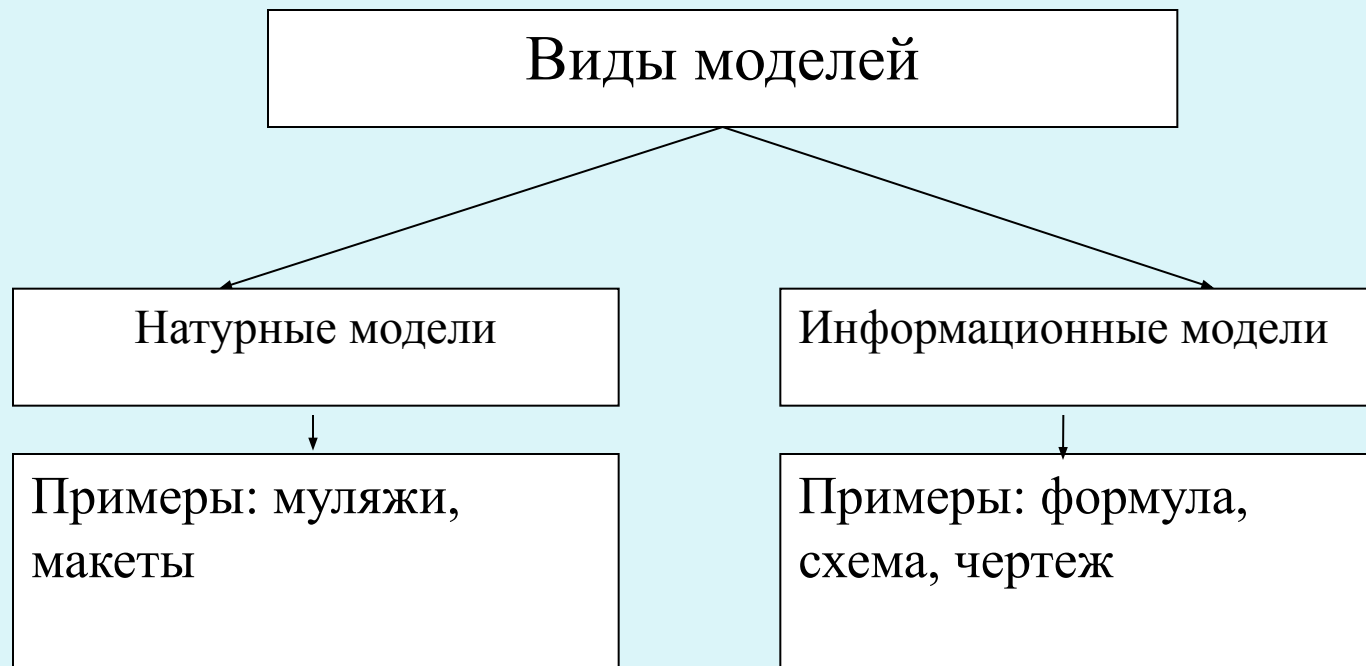 Виды моделей
Натурные модели
Информационные модели
Примеры: муляжи,
макеты
Примеры: формула,
схема, чертеж